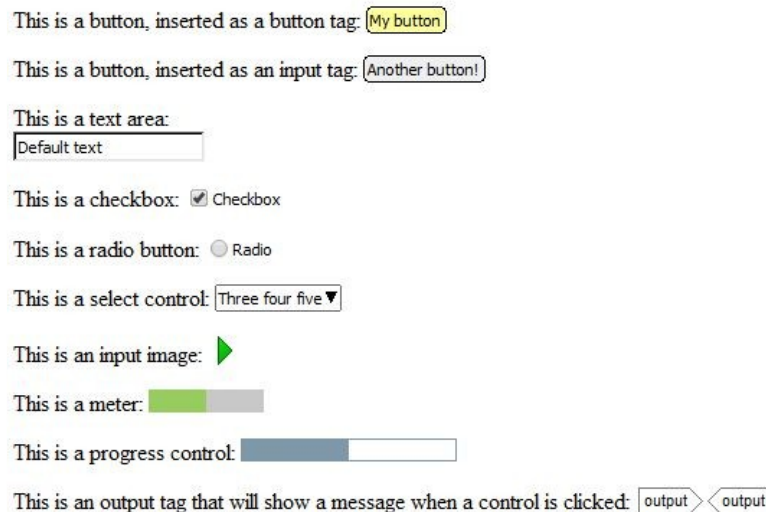 This is a button, inserted as a button tag: My button
This is a button, inserted as an input tag: Another button!
This is a text area:
Default text
This is a checkbox: Checkbox
This is a radio button: Radio
This is a select control: Three four five
This is an input image:
This is a meter:
This is a progress control:
This is an output tag that will show a message when a control is clicked: output output